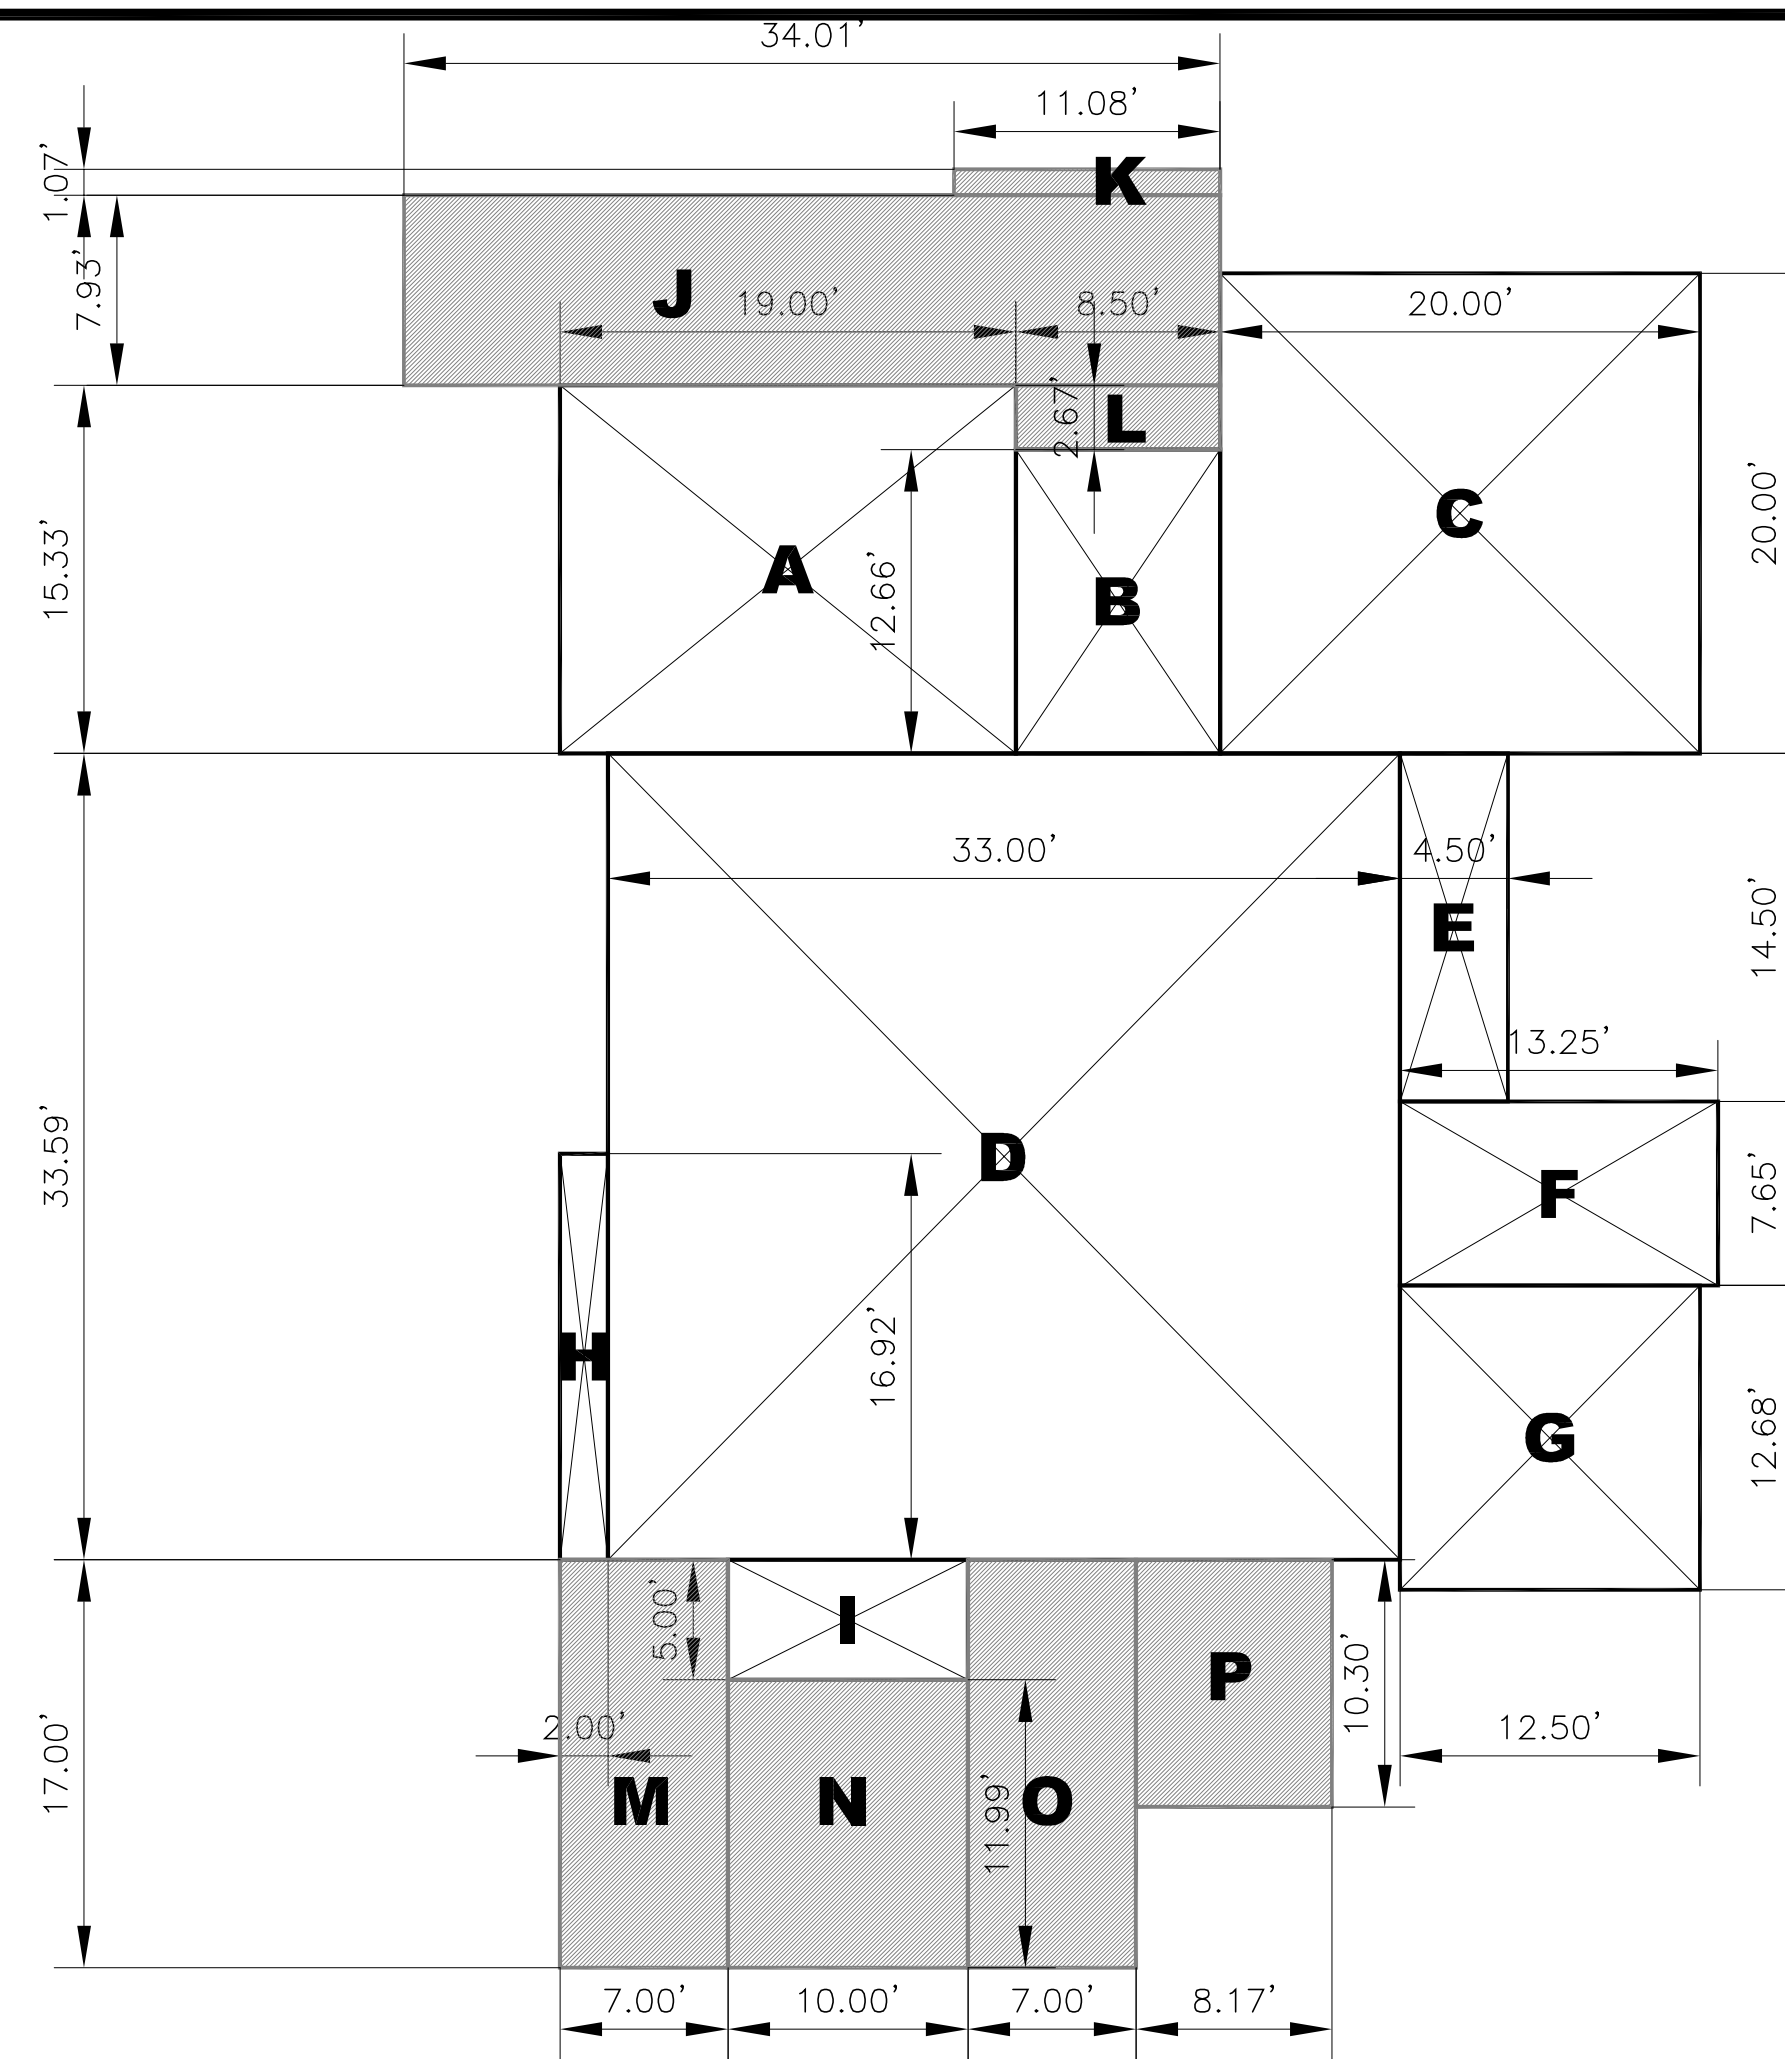 34.01’
11.08’
1.07’
K
7.93’
J
19.00’
8.50’
20.00’
2.67’
L
15.33’
A
12.66’
B
C
20.00’
33.00’
4.50’
E
14.50’
13.25’
33.59’
D
F
7.65’
H
16.92’
G
12.68’
5.00’
I
P
10.30’
2.00’
12.50’
17.00’
M
N
11.99’
O
7.00’
10.00’
7.00’
8.17’